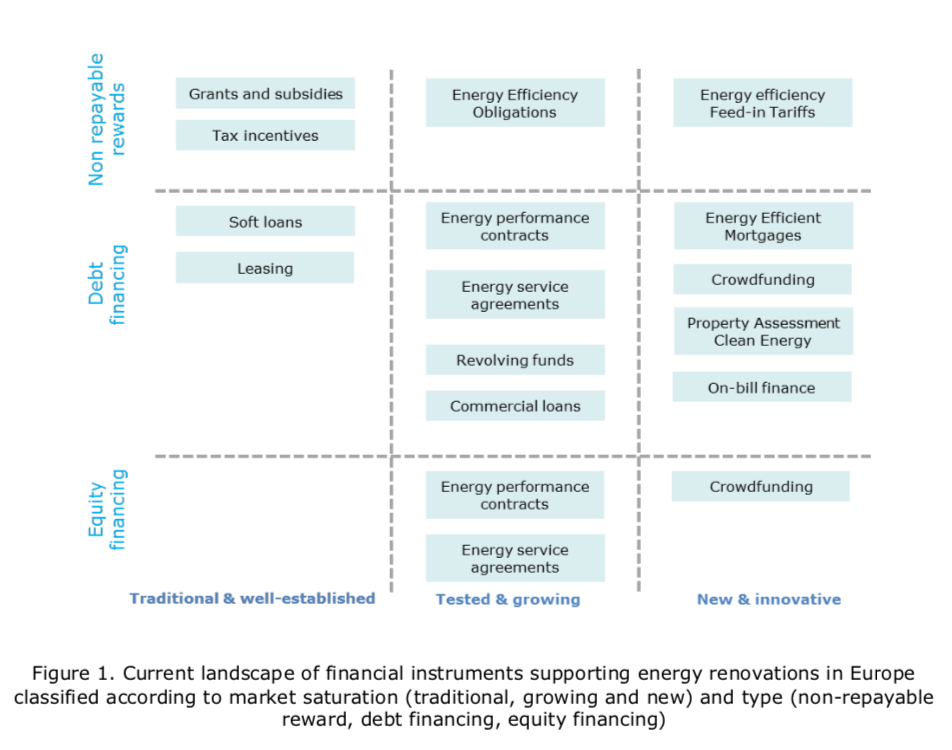 Non repayable
rewards
Grants and subsidies
Tax incentives
Energy Efficiency
Obligations
Energy efficiency
Feed-in Tariffs
Debt
financing
Soft loans
Leasing
Energy performance
contracts
Energy service
agreements
Revolving funds
Commercial loans
Energy Efficient
Mortgages
Crowdfunding
Property Assessment
Clean Energy
On-bill finance
Equity
financing
Energy performance
contracts
Energy service
agreements
Crowdfunding
Traditional & well-established
Tested & growing
New & innovative
Figure 1. Current landscape of financial instruments supporting energy renovations in Europe
classified according to market saturation (traditional, growing and new) and type (non-repayable
reward, debt financing, equity financing)